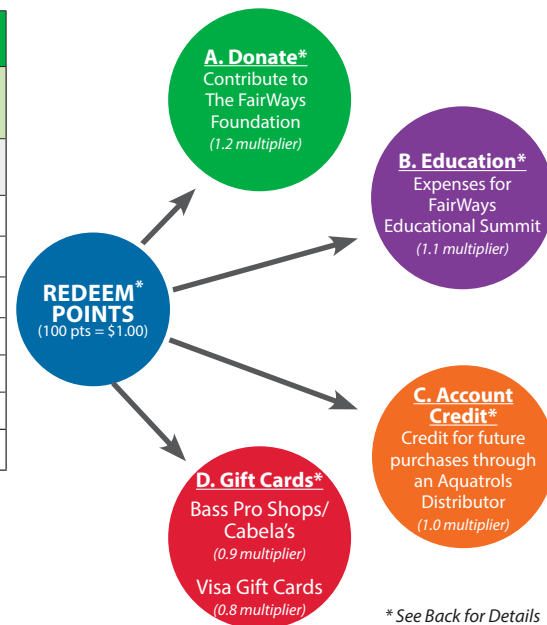 A. Donate*
Contribute to
The FairWays
Foundation
(1.2 multiplier)
B. Education*
Expenses for
FairWays
Educational Summit
(1.1 multiplier)
REDEEM*
POINTS
(100 pts = $1.00)
C. Account
Credit*
Credit for future
purchases through
an Aquatrols
Distributor
(1.0 multiplier)
D. Gift Cards*
Bass Pro Shops/
Cabela’s
(0.9 multiplier)
Visa Gift Cards
(0.8 multiplier)
* See Back for Details